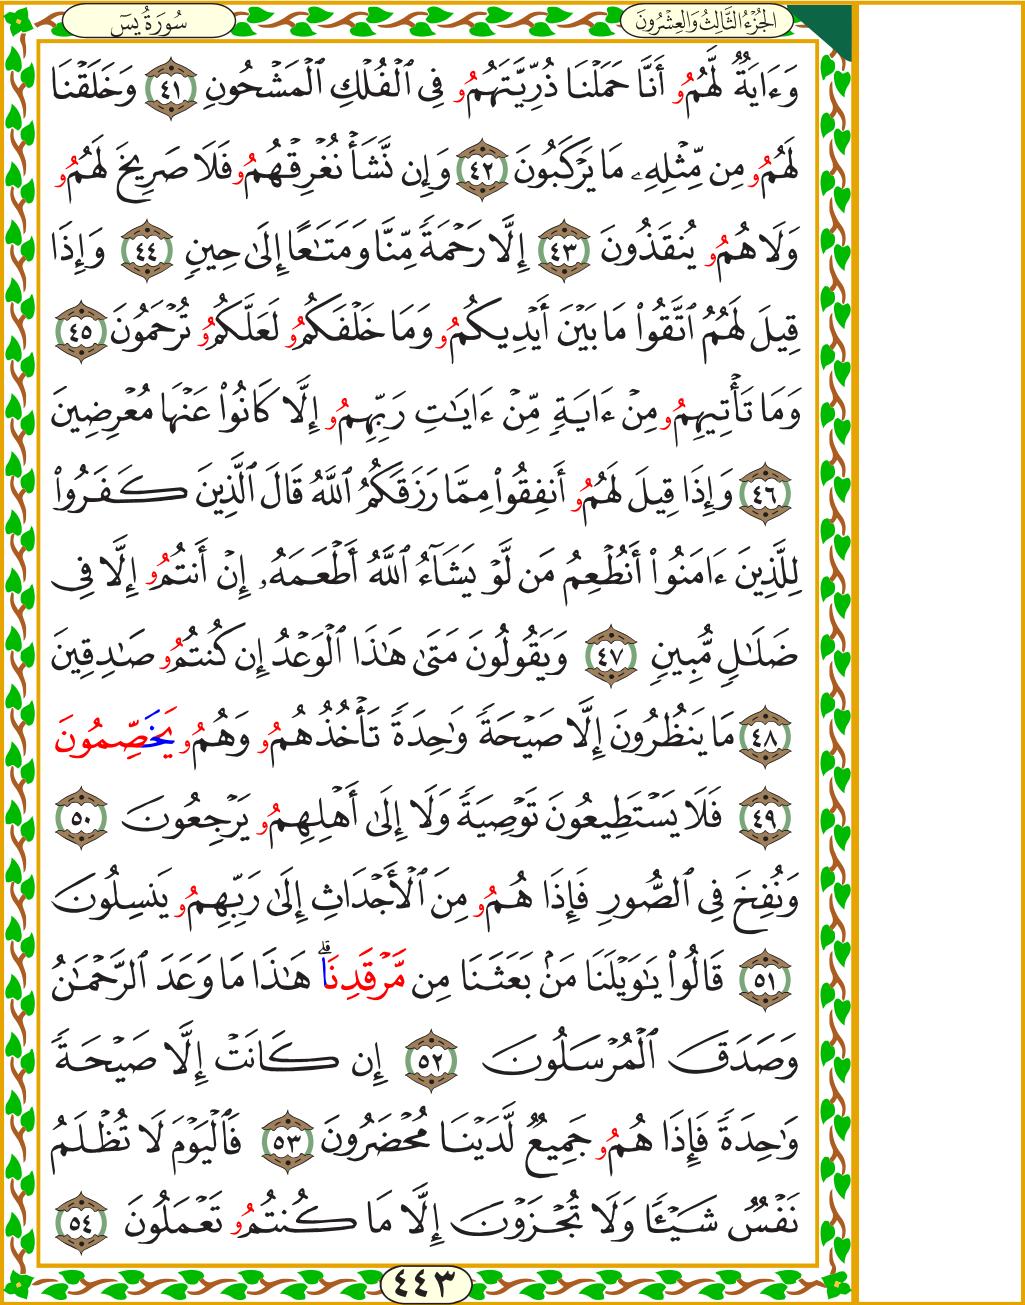 الجُزْءُ الثَّالِثُ وَالعِشْرُونَ
سُورَةُ يسٓ
وَءَايَةٌ لَّهُمُۥ أَنَّا حَمَلْنَا ذُرِّيَّتَهُمُۥ فِي ٱلْفُلْكِ ٱلْمَشْحُونِ ٤١ وَخَلَقْنَا
لَهُمُۥ مِن مِّثْلِهِۦ مَا يَرْكَبُونَ ٤٢ وَإِن نَّشَأْ نُغْرِقْهُمُۥ فَلَا صَرِيخَ لَهُمُۥ
وَلَا هُمُۥ يُنقَذُونَ ٤٣ إِلَّا رَحْمَةً مِّنَّا وَمَتَٰعًا إِلَىٰ حِينٍ ٤٤ وَإِذَا
قِيلَ لَهُمُ ٱتَّقُوا۟ مَا بَيْنَ أَيْدِيكُمُۥ وَمَا خَلْفَكُمُۥ لَعَلَّكُمُۥ تُرْحَمُونَ ٤٥
وَمَا تَأْتِيهِمُۥ مِنْ ءَايَةٍ مِّنْ ءَايَٰتِ رَبِّهِمُۥ إِلَّا كَانُوا۟ عَنْهَا مُعْرِضِينَ
٤٦ وَإِذَا قِيلَ لَهُمُۥ أَنفِقُوا۟ مِمَّا رَزَقَكُمُ ٱللَّهُ قَالَ ٱلَّذِينَ كَفَرُوا۟
لِلَّذِينَ ءَامَنُوٓا۟ أَنُطْعِمُ مَن لَّوْ يَشَآءُ ٱللَّهُ أَطْعَمَهُۥ إِنْ أَنتُمُۥ إِلَّا فِي
ضَلَٰلٍ مُّبِينٍ ٤٧ وَيَقُولُونَ مَتَىٰ هَٰذَا ٱلْوَعْدُ إِن كُنتُمُۥ صَٰدِقِينَ
٤٨ مَا يَنظُرُونَ إِلَّا صَيْحَةً وَٰحِدَةً تَأْخُذُهُمُۥ وَهُمُۥ يَخَصِّمُونَ
٤٩ فَلَا يَسْتَطِيعُونَ تَوْصِيَةً وَلَا إِلَىٰ أَهْلِهِمُۥ يَرْجِعُونَ ٥٠
وَنُفِخَ فِي ٱلصُّورِ فَإِذَا هُمُۥ مِنَ ٱلْأَجْدَاثِ إِلَىٰ رَبِّهِمُۥ يَنسِلُونَ
٥١ قَالُوا۟ يَٰوَيْلَنَا مَنۢ بَعَثَنَا مِن مَّرْقَدِنَاۗ هَٰذَا مَا وَعَدَ ٱلرَّحْمَٰنُ
وَصَدَقَ ٱلْمُرْسَلُونَ ٥٢ إِن كَانَتْ إِلَّا صَيْحَةً
وَٰحِدَةً فَإِذَا هُمُۥ جَمِيعٌ لَّدَيْنَا مُحْضَرُونَ ٥٣ فَٱلْيَوْمَ لَا تُظْلَمُ
نَفْسٌ شَيْـًٔا وَلَا تُجْزَوْنَ إِلَّا مَا كُنتُمُۥ تَعْمَلُونَ ٥٤
٤٤٣